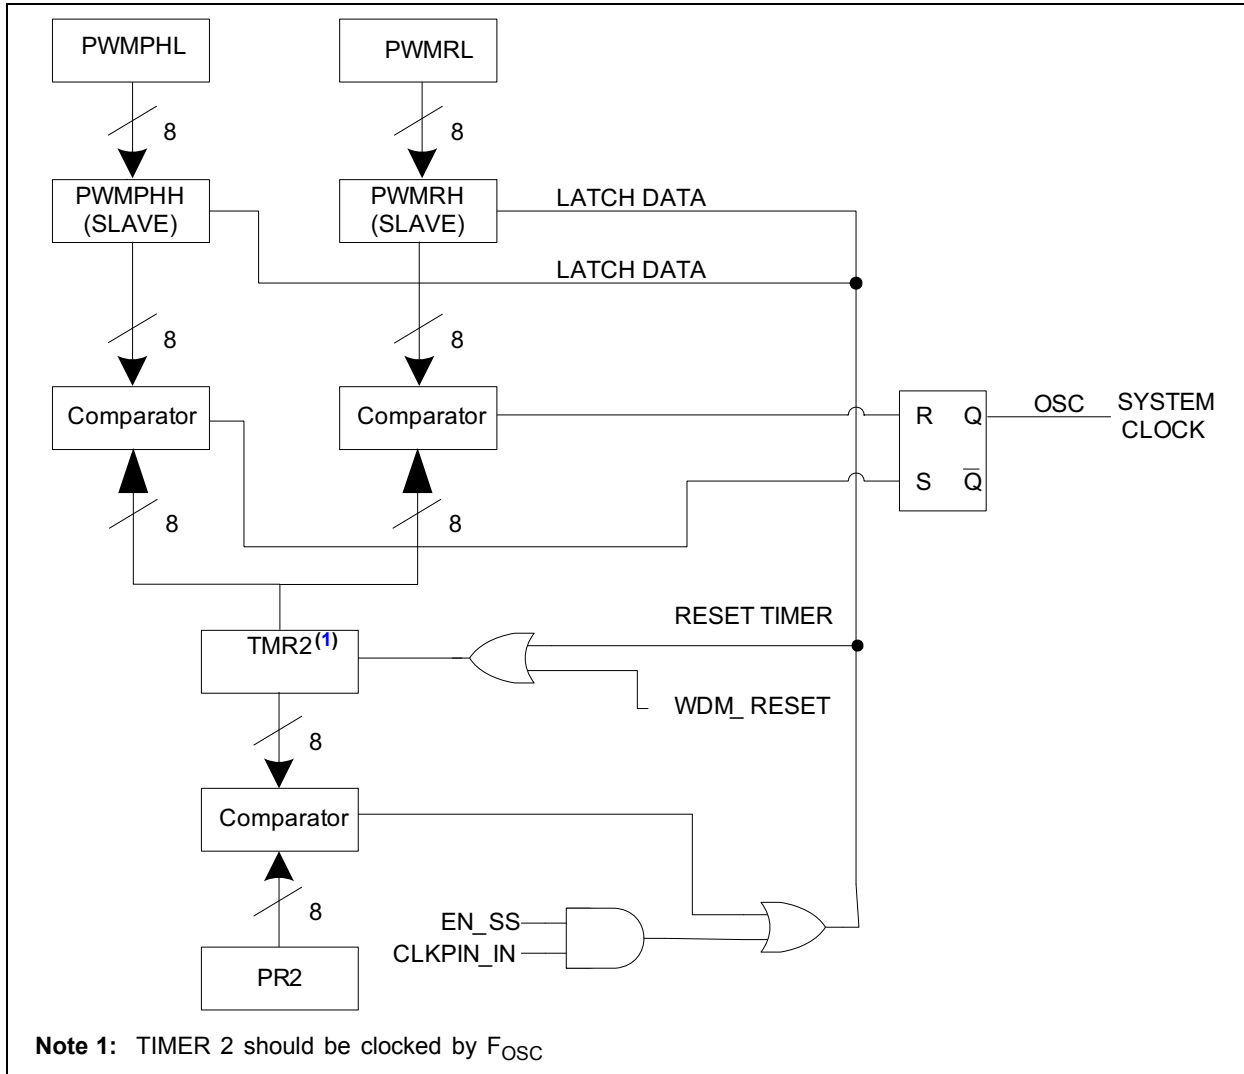 PWMPHL
PWMRL
8
8
PWMPHH
(SLAVE)
PWMRH
(SLAVE)
LATCH DATA
LATCH DATA
8
8
Comparator
Comparator
R Q
S Q̅
OSC
SYSTEM
CLOCK
8
8
RESET TIMER
TMR2(1)
WDM_ RESET
8
Comparator
8
EN_SS
CLKPIN_IN
PR2
Note 1: TIMER 2 should be clocked by FOSC